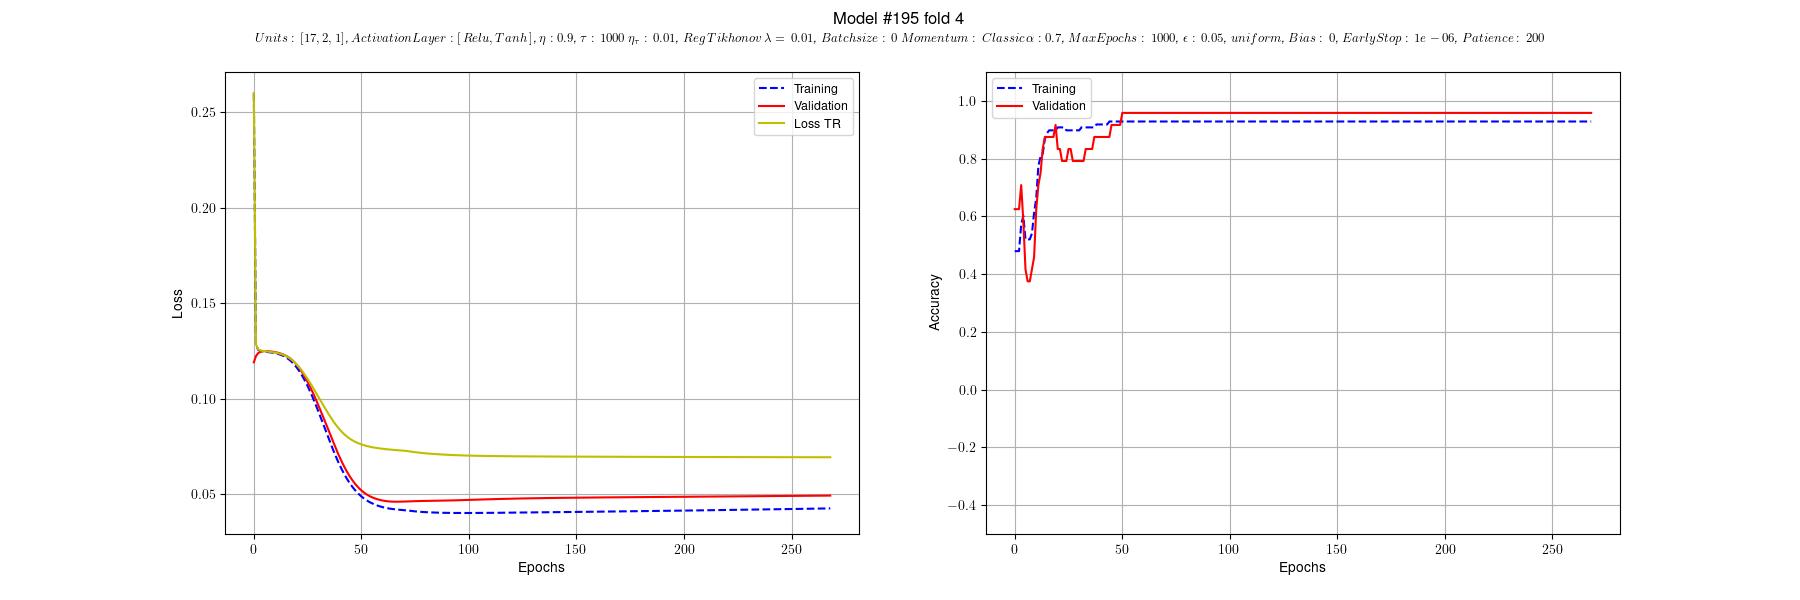 Model #195 fold 4
Units : [17, 2, 1], ActivationLayer : [ Relu, Tanh ], η : 0.9, τ : 1000 ητ : 0.01, RegTikhonov λ = 0.01, Batchsize : 0 Momentum : Classic α : 0.7, MaxEpochs : 1000, ϵ : 0.05, uniform, Bias : 0, EarlyStop : 1e − 06, Patience : 200
Training
Validation
Loss TR
0.25
0.20
0.15
0.10
0.05
Loss
0 50 100 150 200 250
Epochs
Training
Validation
1.0
0.8
0.6
0.4
0.2
0.0
−0.2
−0.4
Accuracy
0 50 100 150 200 250
Epochs